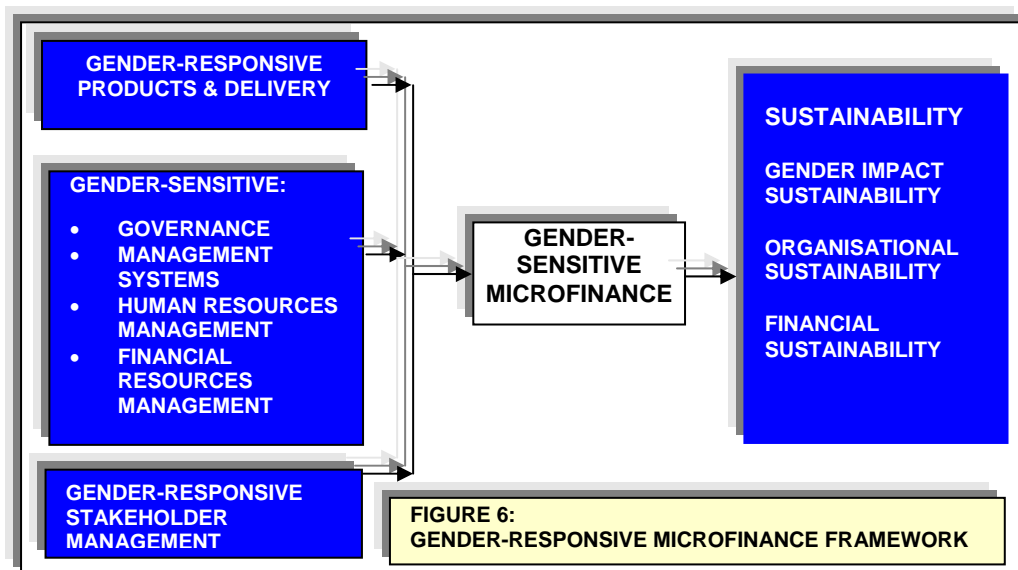 GENDER-RESPONSIVE
PRODUCTS & DELIVERY
GENDER-SENSITIVE:
• GOVERNANCE
• MANAGEMENT
SYSTEMS
• HUMAN RESOURCES
MANAGEMENT
• FINANCIAL
RESOURCES
MANAGEMENT
GENDER-RESPONSIVE
STAKEHOLDER
MANAGEMENT
GENDER-
SENSITIVE
MICROFINANCE
SUSTAINABILITY
GENDER IMPACT
SUSTAINABILITY
ORGANISATIONAL
SUSTAINABILITY
FINANCIAL
SUSTAINABILITY
FIGURE 6:
GENDER-RESPONSIVE MICROFINANCE FRAMEWORK